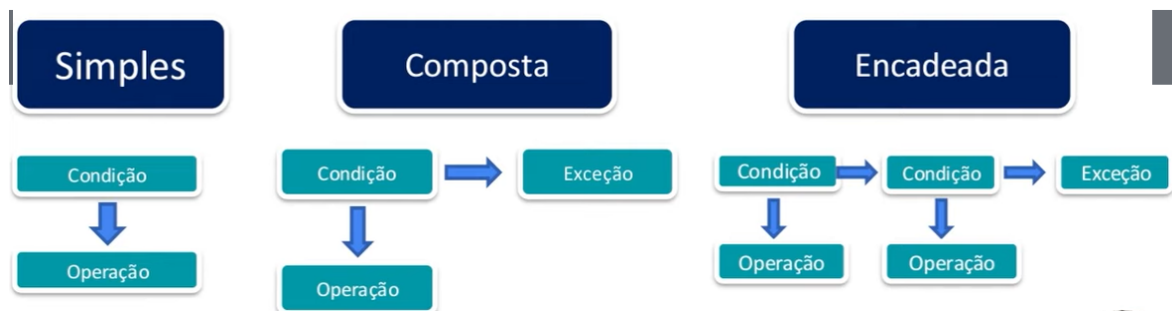 Simples
Condição
Operação
Composta
Condição
Exceção
Operação
Encadeada
Condição
Condição
Exceção
Operação
Operação